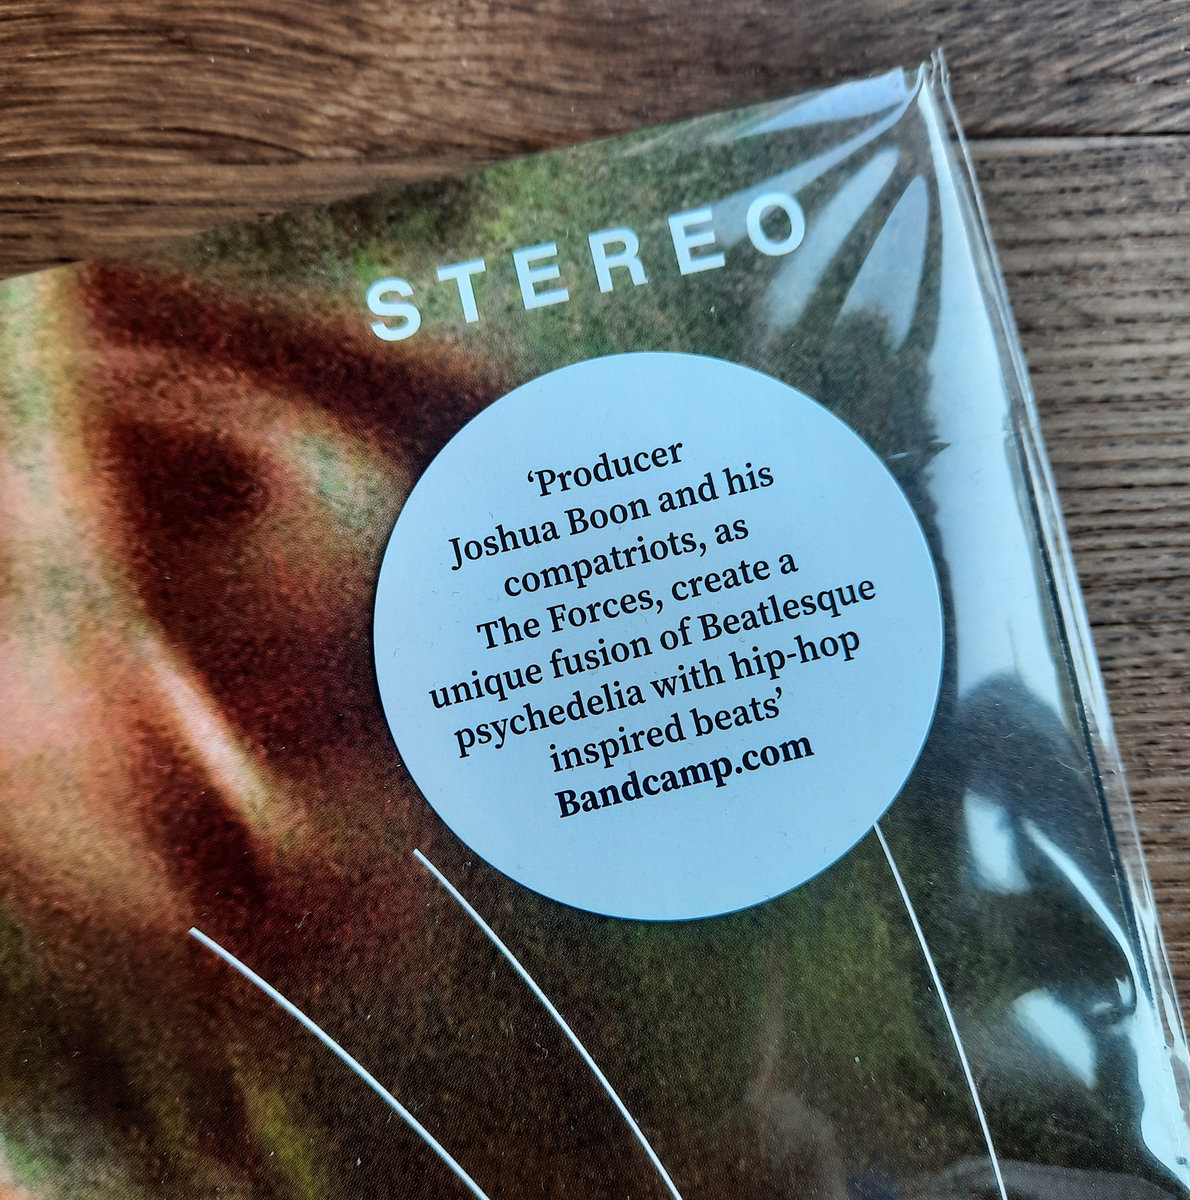 STEREO
‘Producer
Joshua Boon and his
compatriots, as
The Forces, create a
unique fusion of Beatlesque
psychedelia with hip-hop
inspired beats’
Bandcamp.com